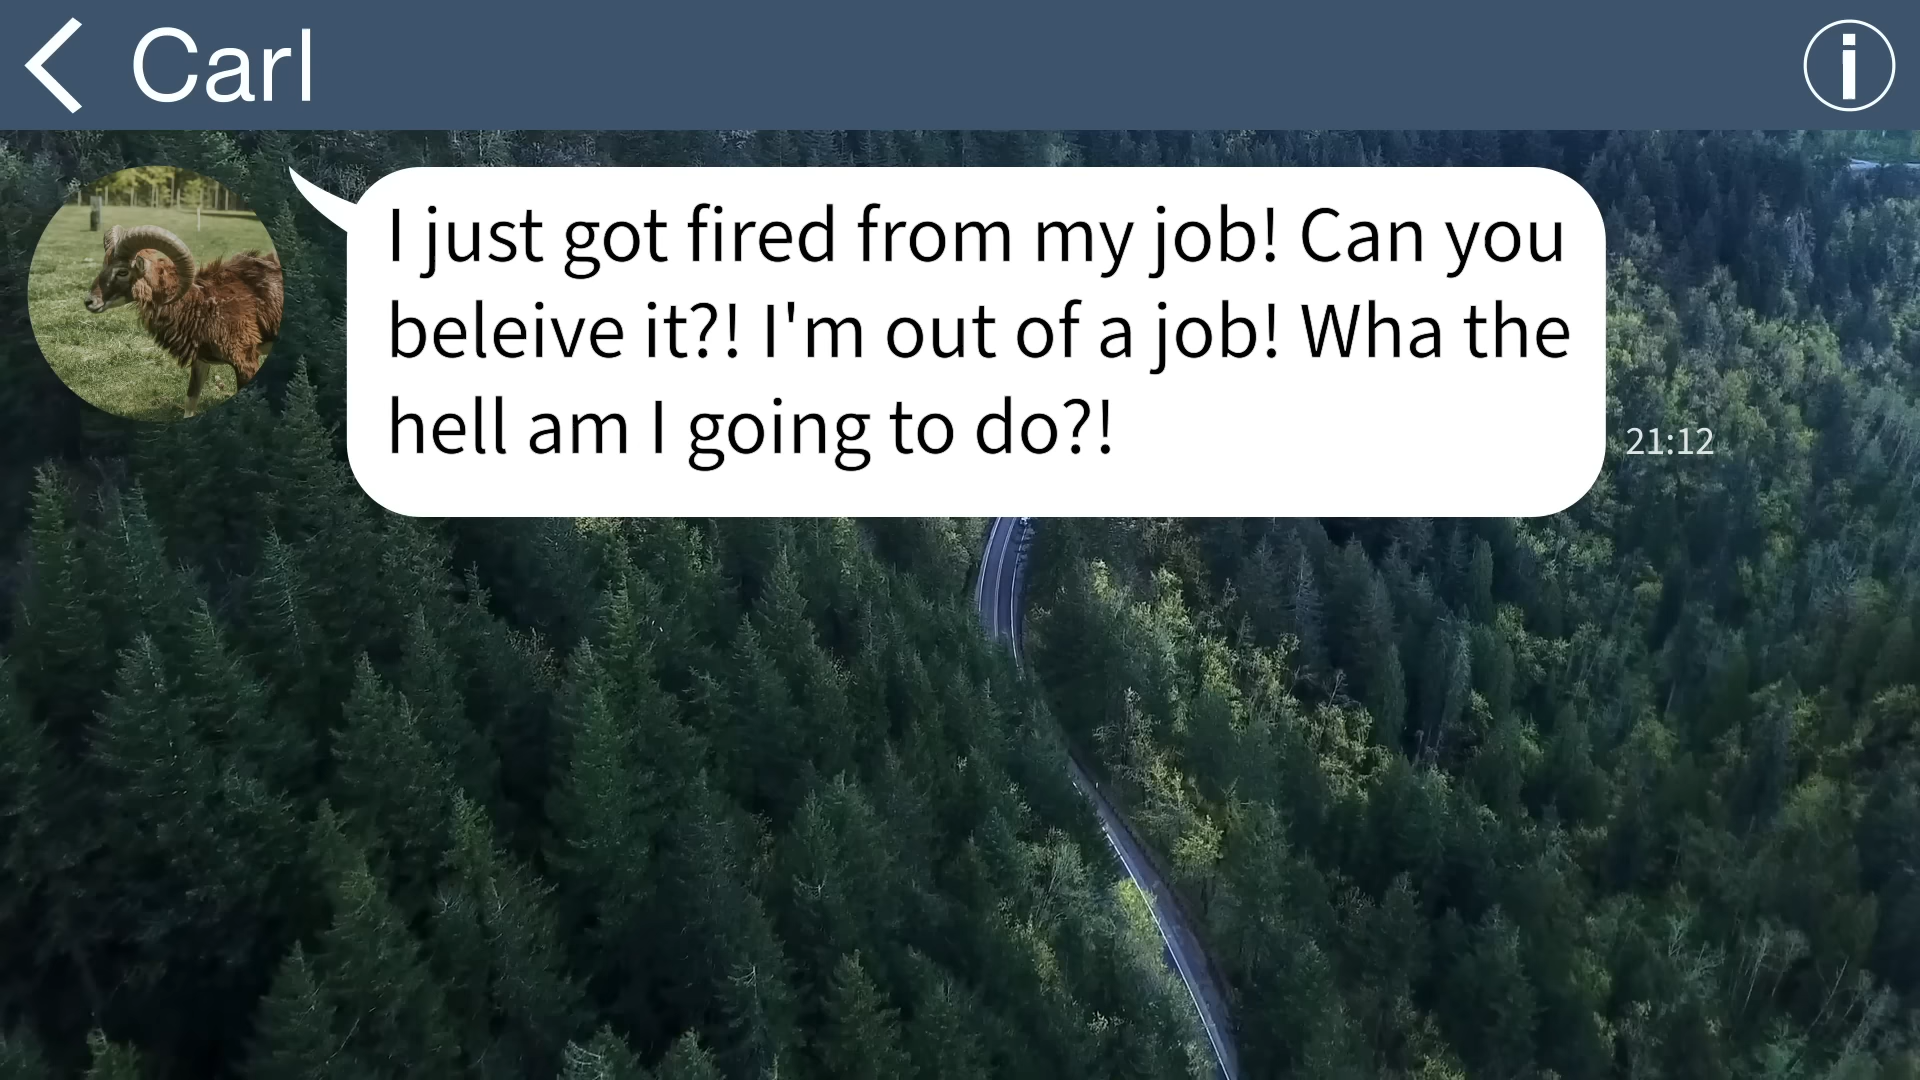 Carl
I just got fired from my job! Can you
beleive it?! I'm out of a job! Wha the
hell am I going to do?!
21:12